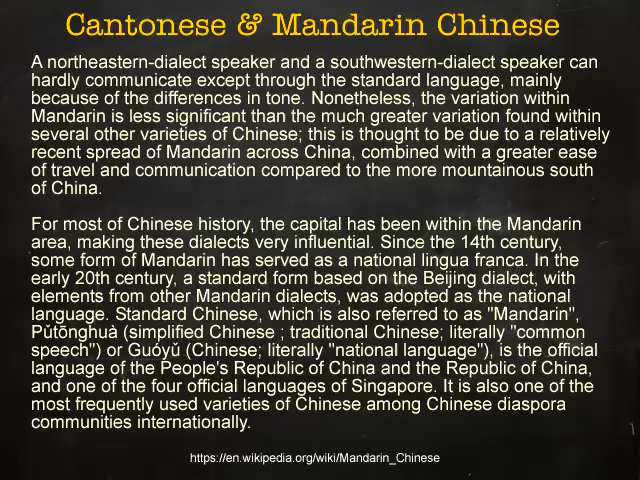 Cantonese & Mandarin Chinese
A northeastern-dialect speaker and a southwestern-dialect speaker can
hardly communicate except through the standard language, mainly
because of the differences in tone. Nonetheless, the variation within
Mandarin is less significant than the much greater variation found within
several other varieties of Chinese; this is thought to be due to a relatively
recent spread of Mandarin across China, combined with a greater ease
of travel and communication compared to the more mountainous south
of China.
For most of Chinese history, the capital has been within the Mandarin
area, making these dialects very influential. Since the 14th century,
some form of Mandarin has served as a national lingua franca. In the
early 20th century, a standard form based on the Beijing dialect, with
elements from other Mandarin dialects, was adopted as the national
language. Standard Chinese, which is also referred to as "Mandarin",
Pǔtōnghuà (simplified Chinese ; traditional Chinese; literally "common
speech") or Guóyǔ (Chinese; literally "national language"), is the official
language of the People's Republic of China and the Republic of China,
and one of the four official languages of Singapore. It is also one of the
most frequently used varieties of Chinese among Chinese diaspora
communities internationally.
https://en.wikipedia.org/wiki/Mandarin_Chinese